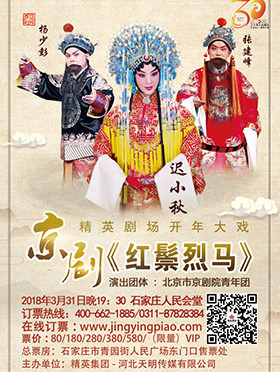 30
杨少彭
张建峰
迟小秋
精英剧场开年大戏
京剧《红鬃烈马》
演出团体：北京市京剧院青年团
2018年3月31日晚19：30 石家庄人民会堂
订票热线：400-662-1885/0311-87828384
在线订票：www.jingyingpiao.com
票价：80/180/280/380/580/（限量）VIP
总票房：石家庄市青园街人民广场东门口售票处
主办单位：精英集团·河北天明传媒有限公司